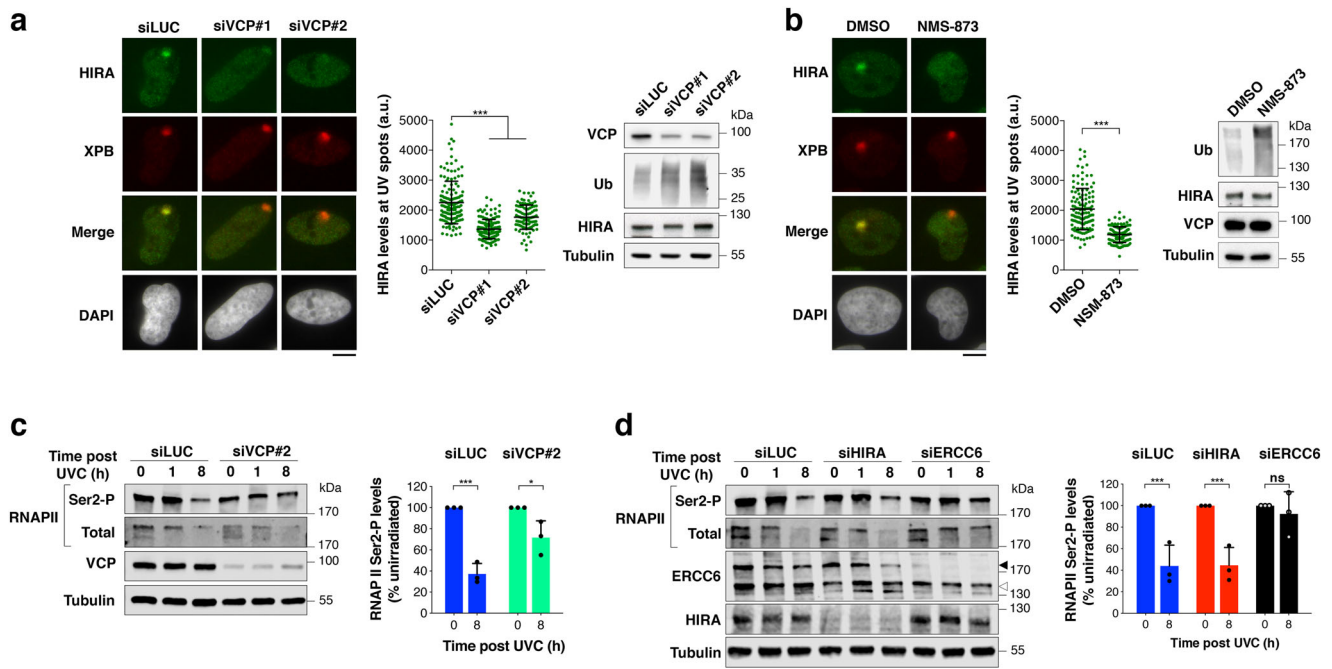 a
siLUC siVCP#1 siVCP#2
HIRA
XPB
Merge
DAPI
HIRA levels at UV spots (a.u.)
5000
4000
3000
2000
1000
0
***
siLUC siVCP#1 siVCP#2
siLUC siVCP#1 siVCP#2
kDa
VCP 100
Ub 35
25
HIRA 130
Tubulin 55
b
DMSO NMS-873
HIRA
XPB
Merge
DAPI
HIRA levels at UV spots (a.u.)
5000
4000
3000
2000
1000
0
***
DMSO NSM-873
DMSO NMS-873
kDa
Ub 170
130
HIRA 130
VCP 100
Tubulin 55
c
Time post UVC (h)
siLUC siVCP#2
0 1 8 0 1 8
kDa
RNAPII
Ser2-P 170
Total 170
VCP 100
Tubulin 55
siLUC siVCP#2
RNAP II Ser2-P levels
(% unirradiated)
120
100
80
60
40
20
0
*** *
0 8 0 8
Time post UVC (h)
d
Time post UVC (h)
siLUC siHIRA siERCC6
0 1 8 0 1 8 0 1 8
kDa
RNAPII
Ser2-P 170
Total 170
ERCC6 170
130
HIRA 130
Tubulin 55
siLUC siHIRA siERCC6
RNAPII Ser2-P levels
(% unirradiated)
120
100
80
60
40
20
0
*** *** ns
0 8 0 8 0 8
Time post UVC (h)